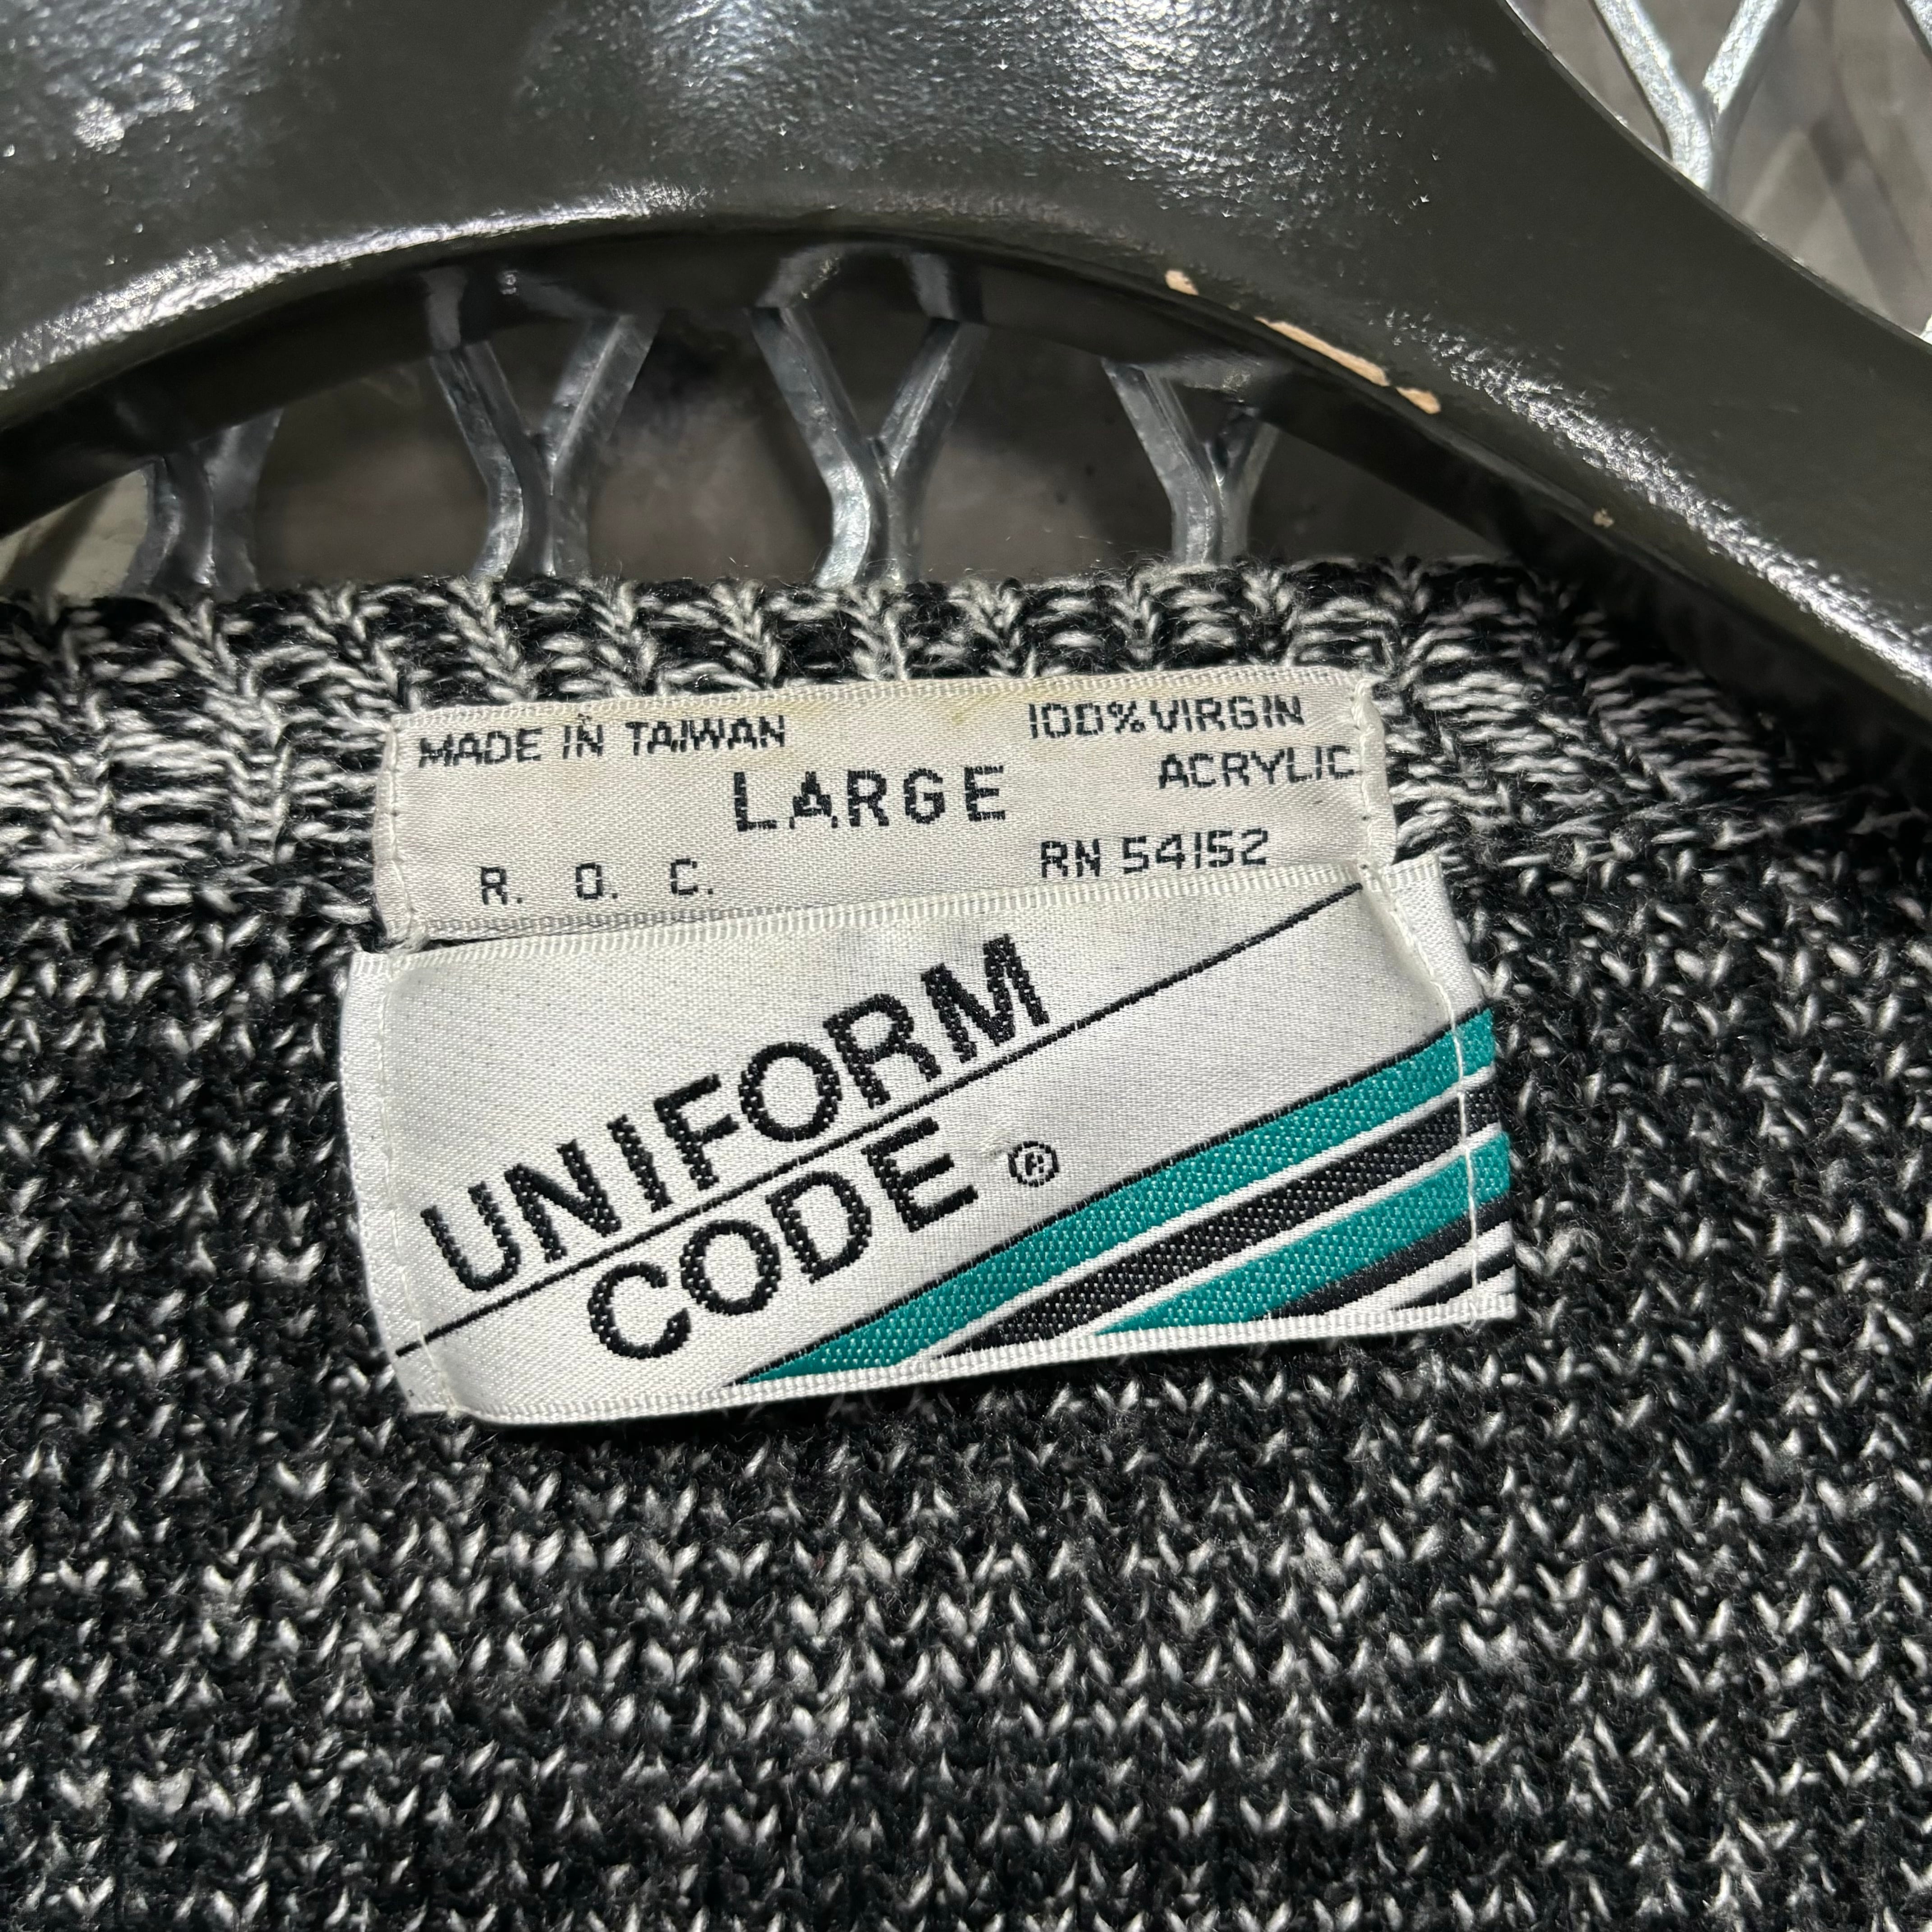 MADE IN TAIWAN
100% VIRGIN
ACRYLIC
LARGE
R. O. C.
RN 54152
UNIFORM
CODE ®